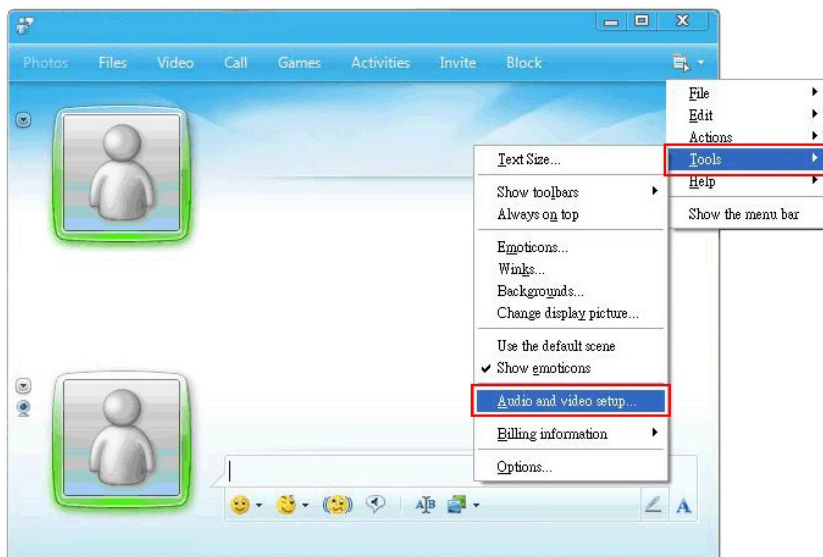 Photos Files Video Call Games Activities Invite Block
File
Edit
Actions
Tools
Help
Show the menu bar
Text Size...
Show toolbars
Always on top
Emoticons...
Winks...
Backgrounds...
Change display picture...
Use the default scene
Show emoticons
Audio and video setup...
Billing information
Options...
AB
A